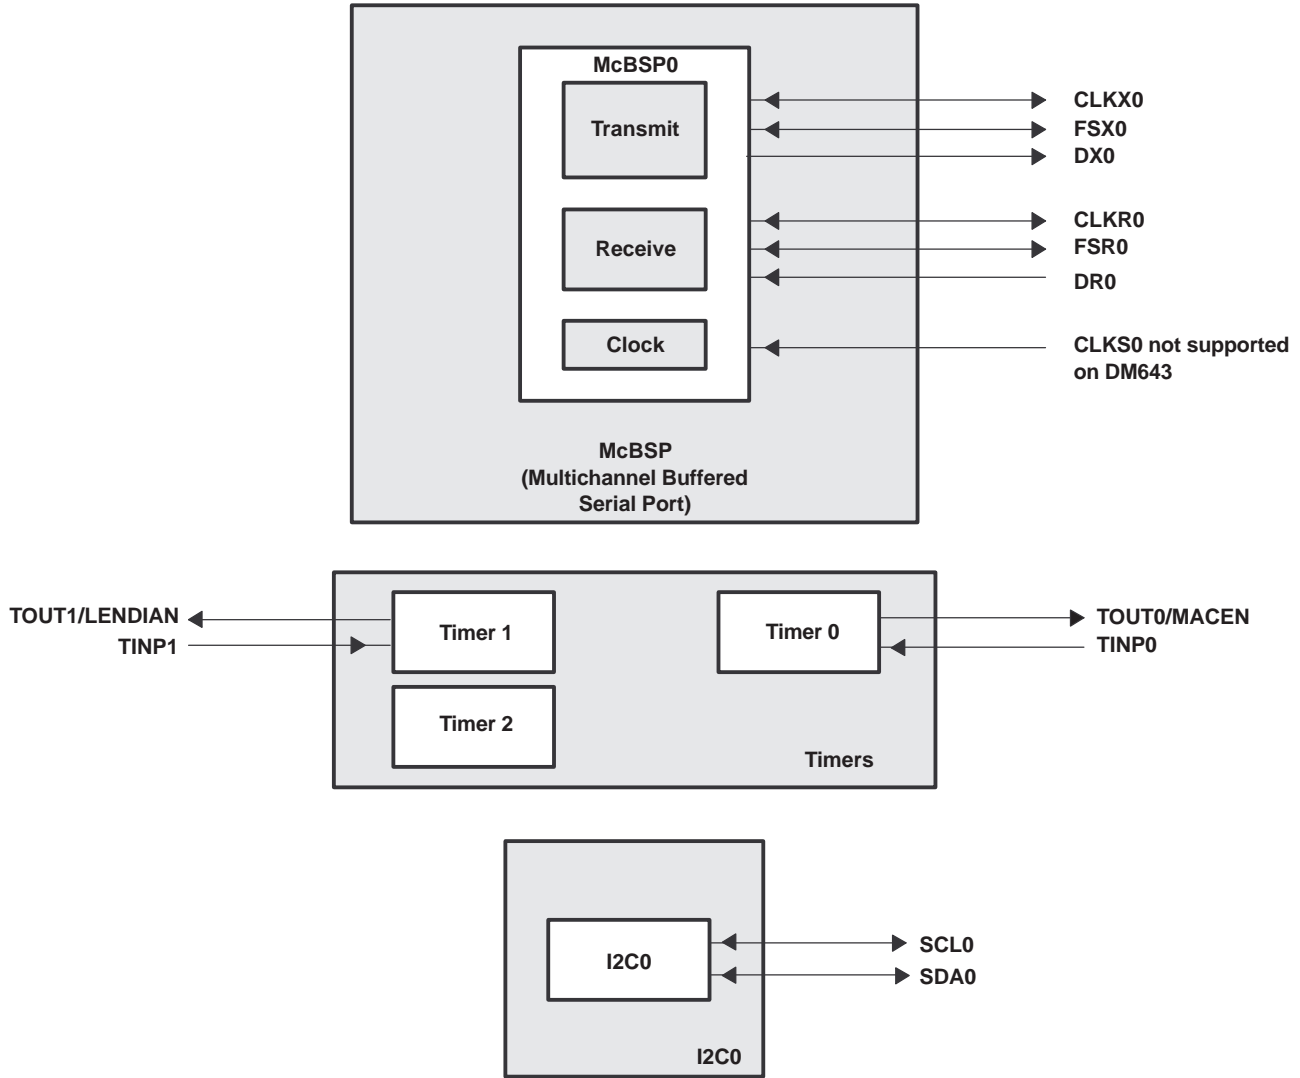 McBSP0
Transmit
CLKX0
FSX0
DX0
Receive
CLKR0
FSR0
DR0
Clock
CLKS0 not supported
on DM643
McBSP
(Multichannel Buffered
Serial Port)
TOUT1/LENDIAN
TINP1
Timer 1
Timer 0
TOUT0/MACEN
TINP0
Timer 2
Timers
I2C0
SCL0
SDA0
I2C0